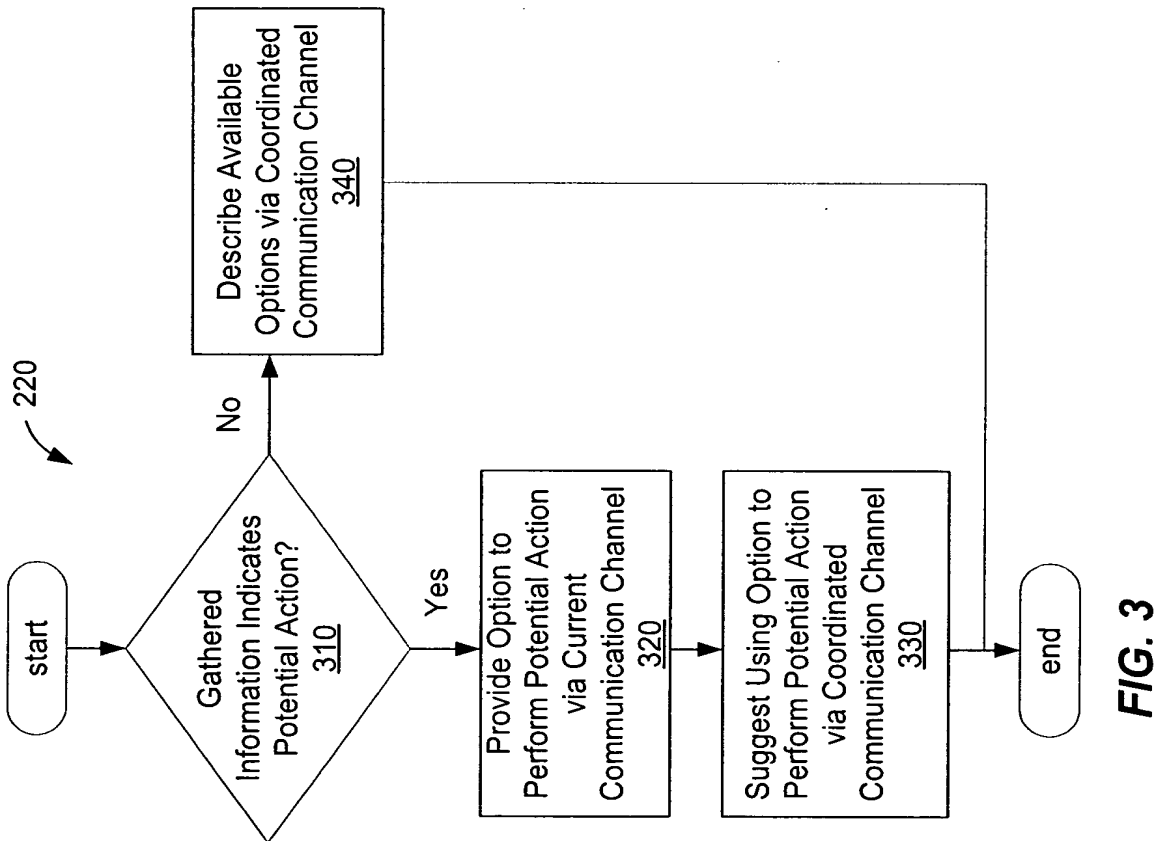 220
start
Gathered
Information Indicates
Potential Action?
310
No
Describe Available
Options via Coordinated
Communication Channel
340
Yes
Provide Option to
Perform Potential Action
via Current
Communication Channel
320
Suggest Using Option to
Perform Potential Action
via Coordinated
Communication Channel
330
end
FIG. 3